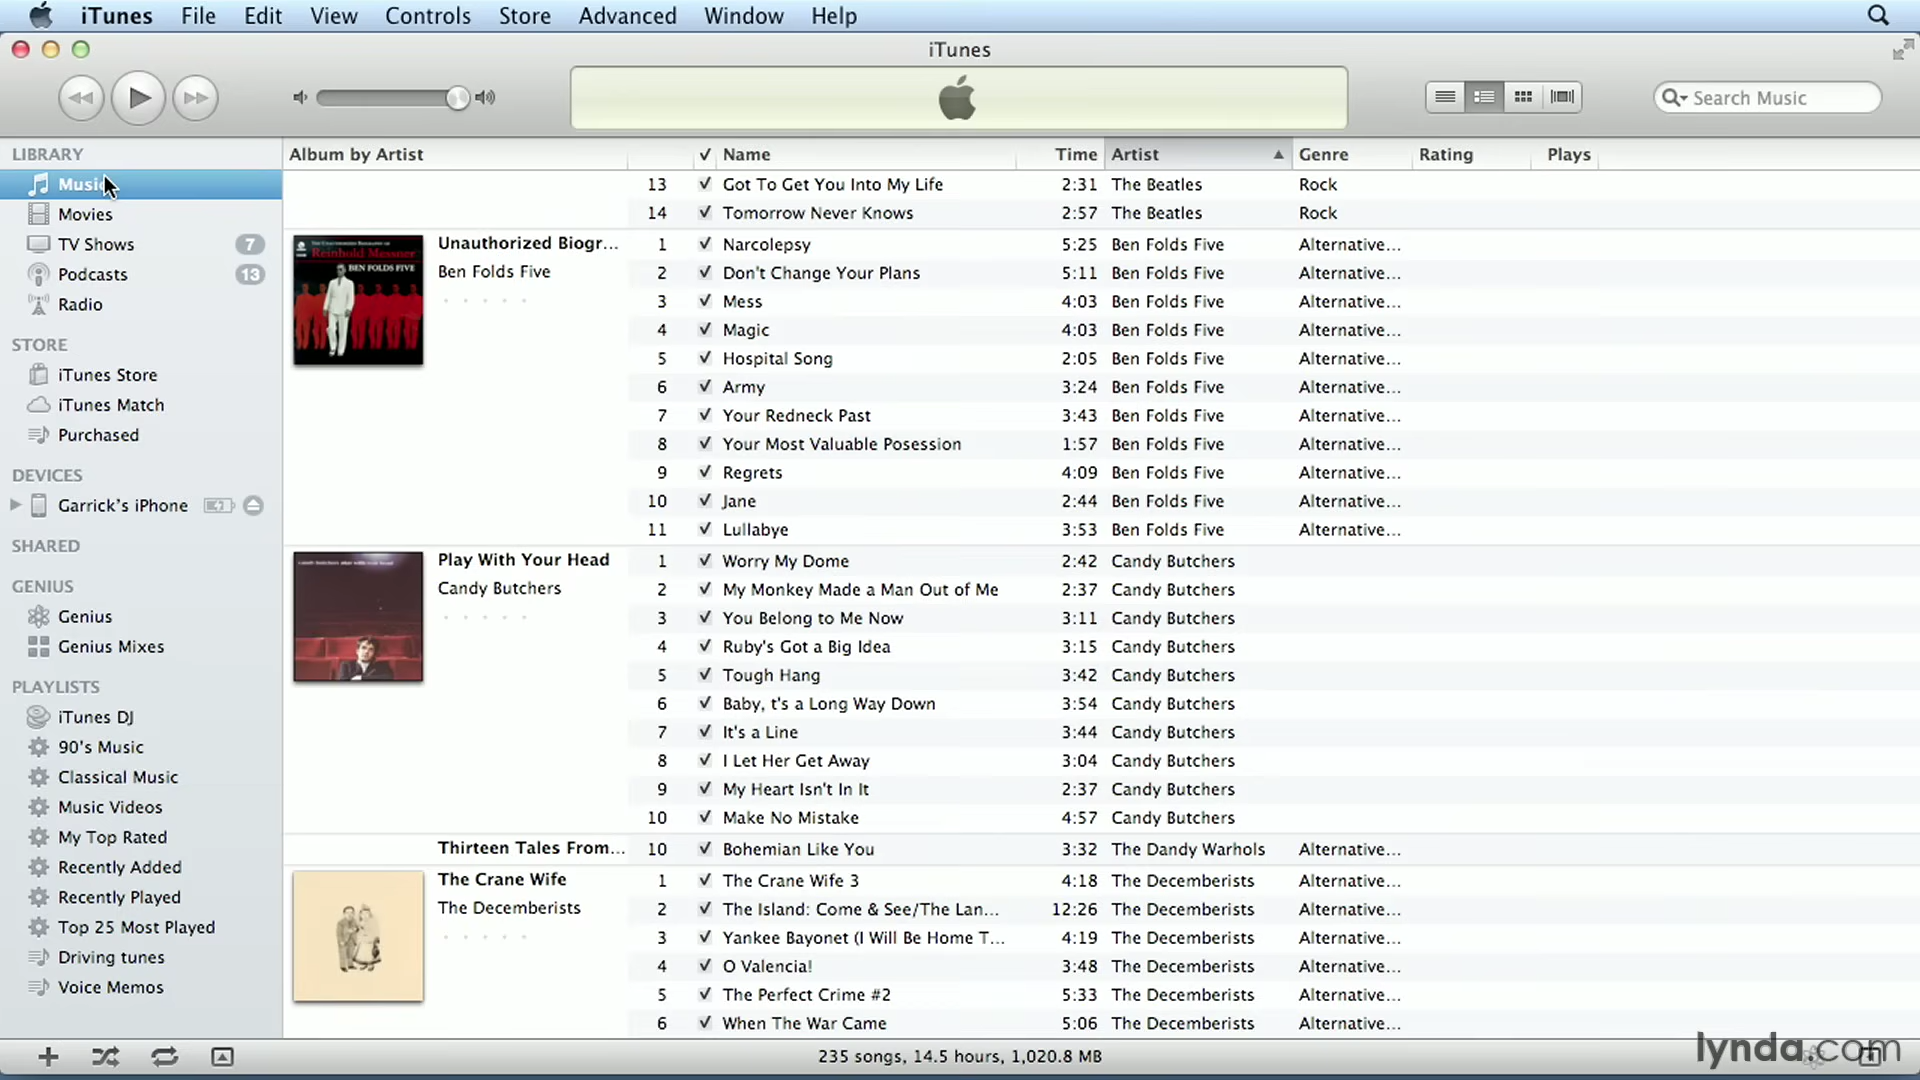 iTunes File Edit View Controls Store Advanced Window Help
iTunes
Search Music
LIBRARY
Music
Movies
TV Shows 7
Podcasts 13
Radio
STORE
iTunes Store
iTunes Match
Purchased
DEVICES
Garrick's iPhone
SHARED
GENIUS
Genius
Genius Mixes
PLAYLISTS
iTunes DJ
90's Music
Classical Music
Music Videos
My Top Rated
Recently Added
Recently Played
Top 25 Most Played
Driving tunes
Voice Memos
Album by Artist ✓ Name Time Artist Genre Rating Plays
13 ✓ Got To Get You Into My Life 2:31 The Beatles Rock
14 ✓ Tomorrow Never Knows 2:57 The Beatles Rock
Unauthorized Biogr...
Ben Folds Five
Reinhold Messner
BEN FOLDS FIVE
1 ✓ Narcolepsy 5:25 Ben Folds Five Alternative...
2 ✓ Don't Change Your Plans 5:11 Ben Folds Five Alternative...
3 ✓ Mess 4:03 Ben Folds Five Alternative...
4 ✓ Magic 4:03 Ben Folds Five Alternative...
5 ✓ Hospital Song 2:05 Ben Folds Five Alternative...
6 ✓ Army 3:24 Ben Folds Five Alternative...
7 ✓ Your Redneck Past 3:43 Ben Folds Five Alternative...
8 ✓ Your Most Valuable Posession 1:57 Ben Folds Five Alternative...
9 ✓ Regrets 4:09 Ben Folds Five Alternative...
10 ✓ Jane 2:44 Ben Folds Five Alternative...
11 ✓ Lullabye 3:53 Ben Folds Five Alternative...
Play With Your Head
Candy Butchers
1 ✓ Worry My Dome 2:42 Candy Butchers
2 ✓ My Monkey Made a Man Out of Me 2:37 Candy Butchers
3 ✓ You Belong to Me Now 3:11 Candy Butchers
4 ✓ Ruby's Got a Big Idea 3:15 Candy Butchers
5 ✓ Tough Hang 3:42 Candy Butchers
6 ✓ Baby, t's a Long Way Down 3:54 Candy Butchers
7 ✓ It's a Line 3:44 Candy Butchers
8 ✓ I Let Her Get Away 3:04 Candy Butchers
9 ✓ My Heart Isn't In It 2:37 Candy Butchers
10 ✓ Make No Mistake 4:57 Candy Butchers
Thirteen Tales From... 10 ✓ Bohemian Like You 3:32 The Dandy Warhols Alternative...
The Crane Wife
The Decemberists
1 ✓ The Crane Wife 3 4:18 The Decemberists Alternative...
2 ✓ The Island: Come & See/The Lan... 12:26 The Decemberists Alternative...
3 ✓ Yankee Bayonet (I Will Be Home T... 4:19 The Decemberists Alternative...
4 ✓ O Valencia! 3:48 The Decemberists Alternative...
5 ✓ The Perfect Crime #2 5:33 The Decemberists Alternative...
6 ✓ When The War Came 5:06 The Decemberists Alternative...
235 songs, 14.5 hours, 1,020.8 MB
lynda.com